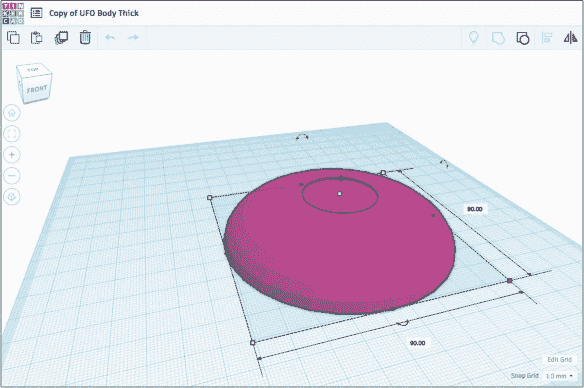 TIN
KER
CAD
Copy of UFO Body Thick
TOP
FRONT
90.00
90.00
Edit Grid
Snap Grid 1.0 mm